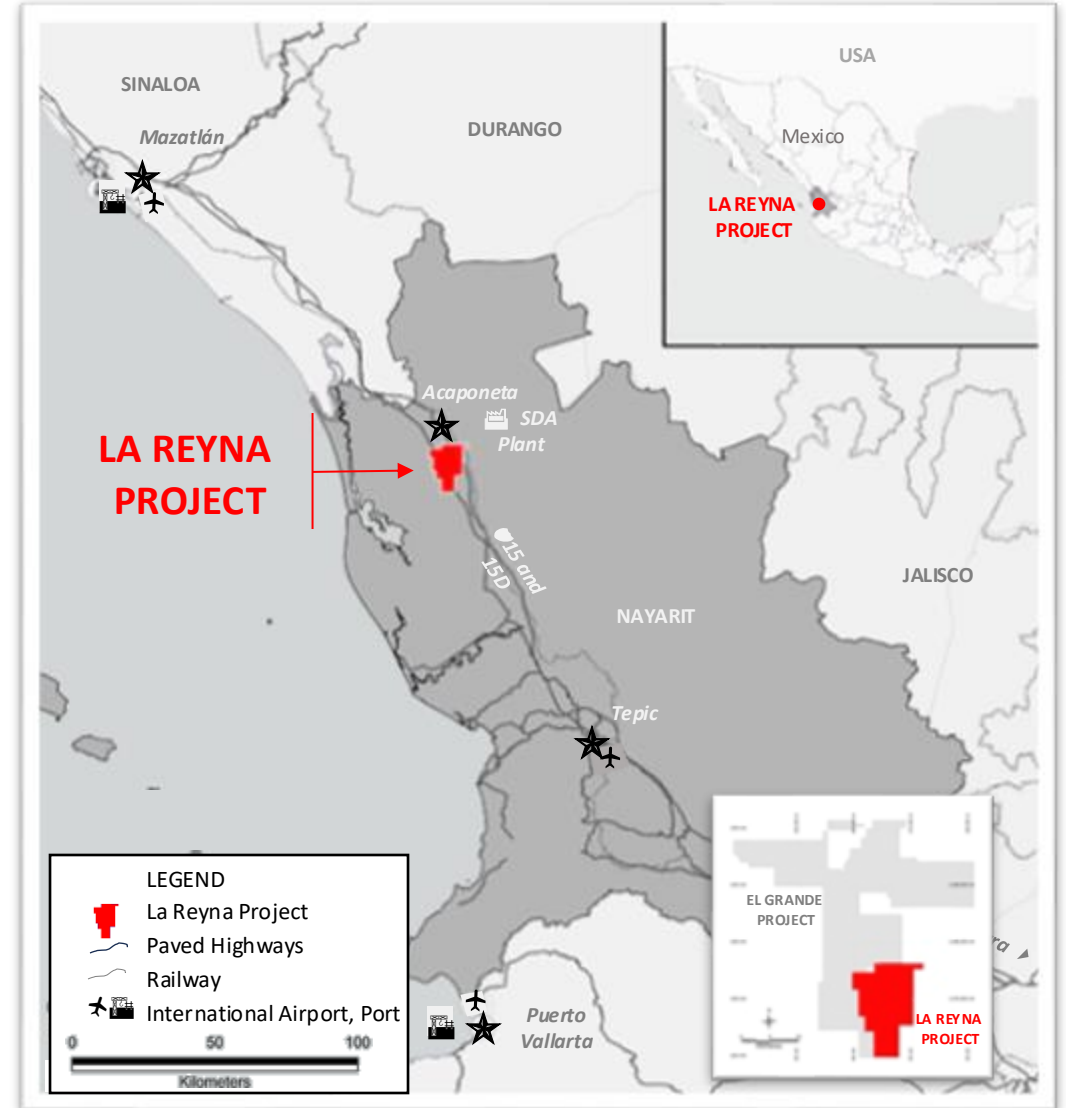 SINALOA
Mazatlán
DURANGO
USA
Mexico
LA REYNA
PROJECT
Acaponeta
SDA
Plant
LA REYNA
PROJECT
15 and
15D
NAYARIT
JALISCO
Tepic
LEGEND
La Reyna Project
Paved Highways
Railway
International Airport, Port
0 50 100
Kilometers
Puerto
Vallarta
EL GRANDE
PROJECT
LA REYNA
PROJECT